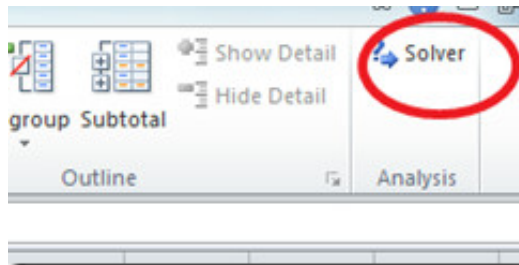 Show Detail
Solver
Hide Detail
group Subtotal
Outline
Analysis